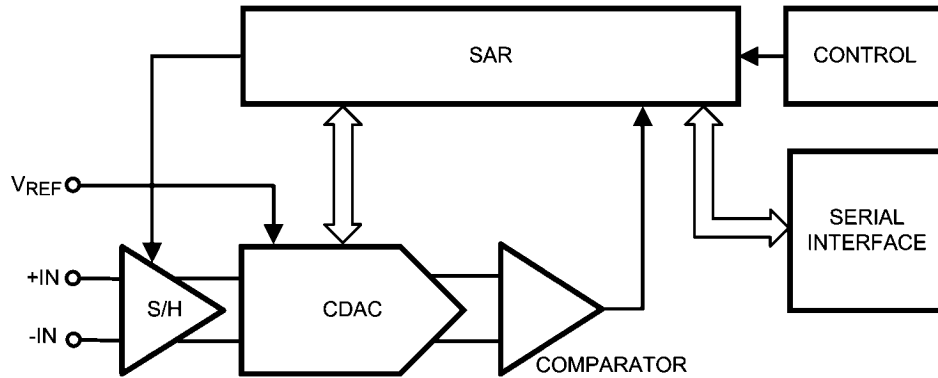 SAR
CONTROL
VREF
SERIAL
INTERFACE
+IN
S/H
CDAC
-IN
COMPARATOR